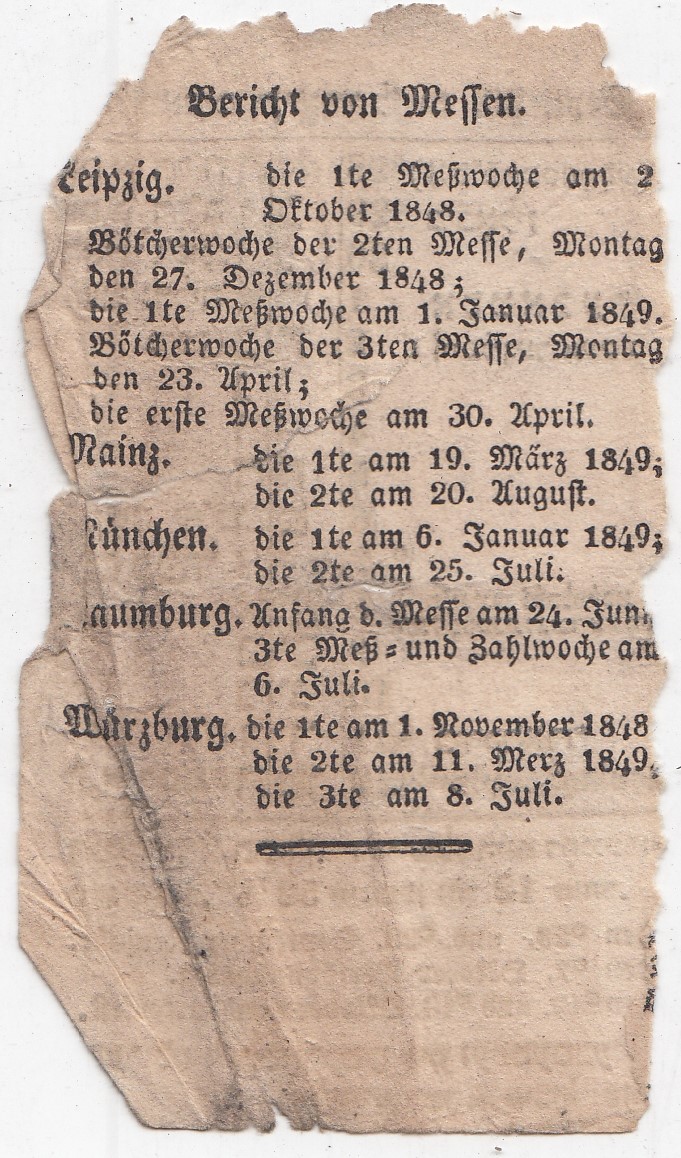 Bericht von Messen.
Leipzig. die 1te Meßwoche am 2
Oktober 1848.
Bötcherwoche der 2ten Messe, Montag
den 27. Dezember 1848;
die 1te Meßwoche am 1. Januar 1849.
Bötcherwoche der 3ten Messe, Montag
den 23. April;
die erste Meßwoche am 30. April.
Mainz. die 1te am 19. März 1849;
die 2te am 20. August.
München. die 1te am 6. Januar 1849;
die 2te am 25. Juli.
aumburg. Anfang d. Messe am 24. Juni
3te Meß- und Zahlwoche am
6. Juli.
Würzburg. die 1te am 1. November 1848
die 2te am 11. Merz 1849.
die 3te am 8. Juli.